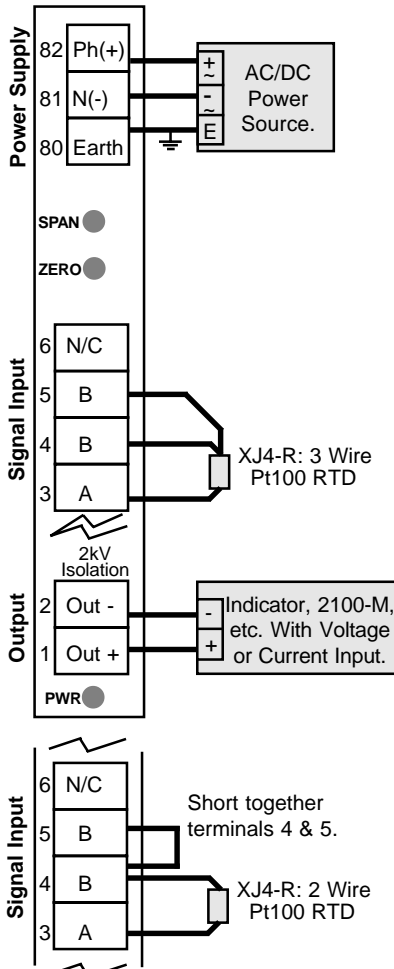 Power Supply
82 Ph(+)
81 N(-)
80 Earth
+
~
-
~
E
AC/DC
Power
Source.
SPAN
ZERO
Signal Input
6 N/C
5 B
4 B
3 A
XJ4-R: 3 Wire
Pt100 RTD
2kV
Isolation
Output
2 Out -
1 Out +
-
+
Indicator, 2100-M,
etc. With Voltage
or Current Input.
PWR
Signal Input
6 N/C
5 B
4 B
3 A
Short together
terminals 4 & 5.
XJ4-R: 2 Wire
Pt100 RTD